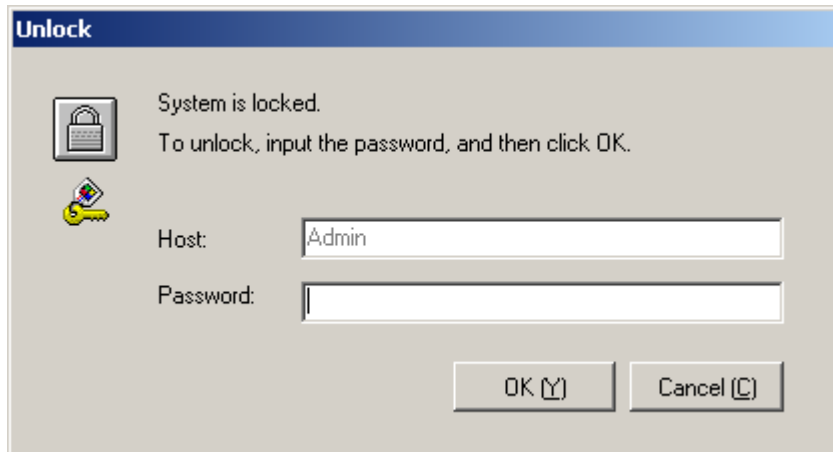 Unlock
System is locked.
To unlock, input the password, and then click OK.
Host: Admin
Password:
OK (Y) Cancel (C)